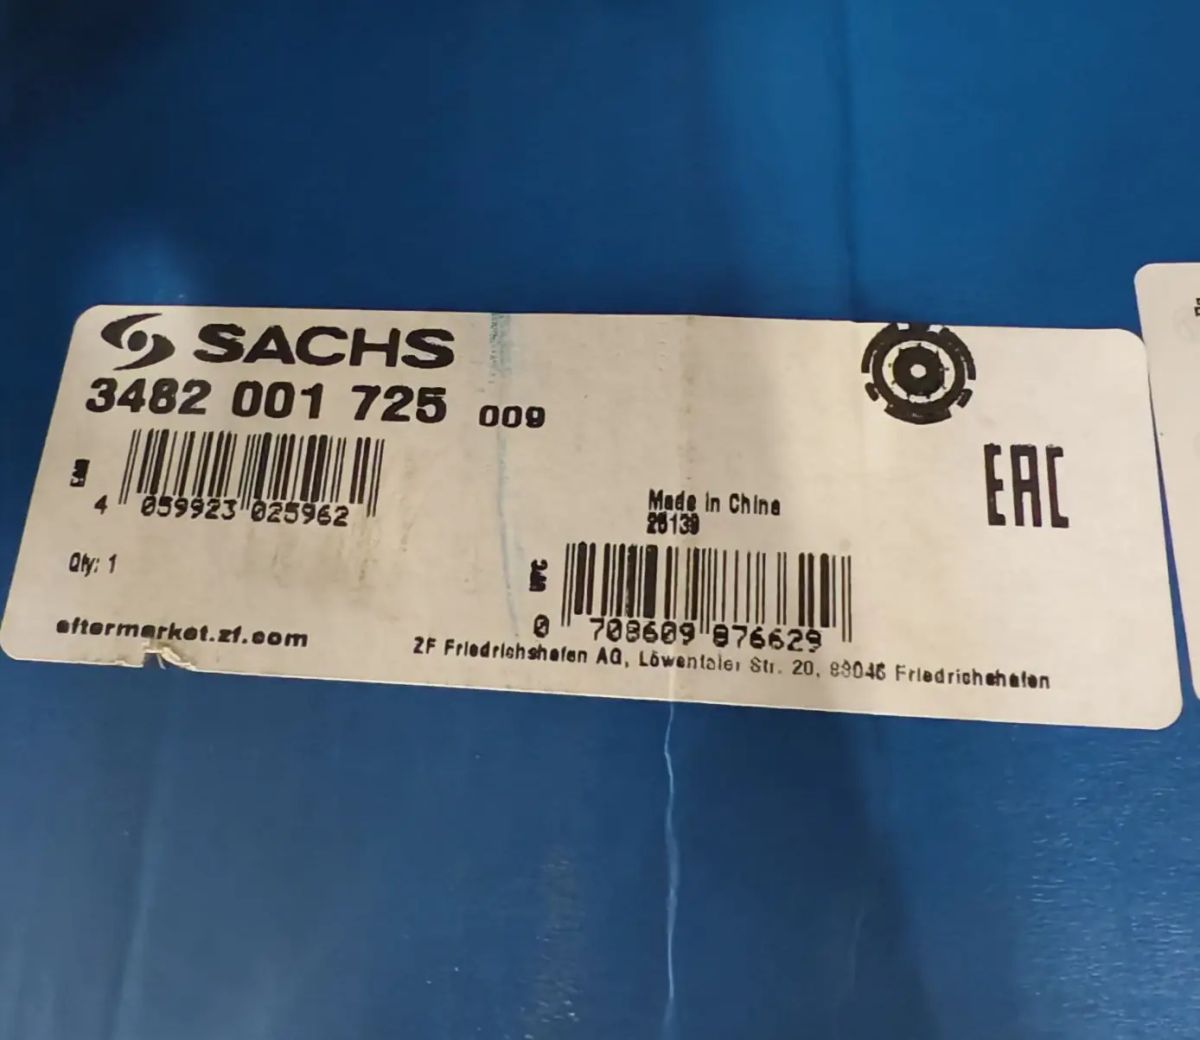 SACHS
3482 001 725 009
4 059923 025962
Made in China
Qty: 1
0 708609 876629
aftermarket.zf.com
ZF Friedrichshafen AG, Löwentaler Str. 20, 88046 Friedrichshafen
EAC